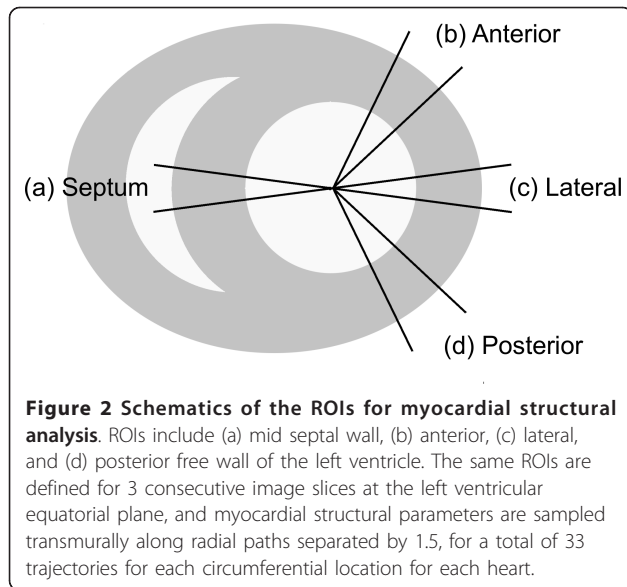 (b) Anterior
(a) Septum
(c) Lateral
(d) Posterior
Figure 2 Schematics of the ROIs for myocardial structural
analysis. ROIs include (a) mid septal wall, (b) anterior, (c) lateral,
and (d) posterior free wall of the left ventricle. The same ROIs are
defined for 3 consecutive image slices at the left ventricular
equatorial plane, and myocardial structural parameters are sampled
transmurally along radial paths separated by 1.5, for a total of 33
trajectories for each circumferential location for each heart.